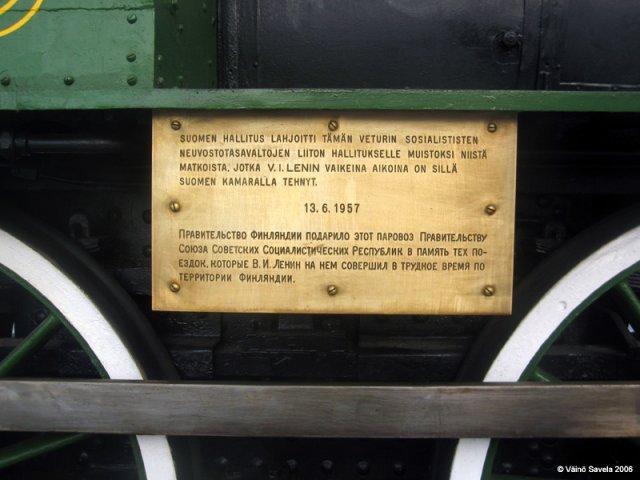 SUOMEN HALLITUS LAHJOITTI TÄMÄN VETURIN SOSIALISTISTEN
NEUVOSTOTASAVALTOJEN LIITON HALLITUKSELLE MUISTOKSI NIISTÄ
MATKOISTA, JOTKA V.I.LENIN VAIKEINA AIKOINA ON SILLÄ
SUOMEN KAMARALLA TEHNYT.
13.6.1957
ПРАВИТЕЛЬСТВО ФИНЛЯНДИИ ПОДАРИЛО ЭТОТ ПАРОВОЗ ПРАВИТЕЛЬСТВУ
СОЮЗА СОВЕТСКИХ СОЦИАЛИСТИЧЕСКИХ РЕСПУБЛИК В ПАМЯТЬ ТЕХ ПО-
ЕЗДОК, КОТОРЫЕ В.И.ЛЕНИН НА НЕМ СОВЕРШИЛ В ТРУДНОЕ ВРЕМЯ ПО
ТЕРРИТОРИИ ФИНЛЯНДИИ.
© Väinö Savela 2006